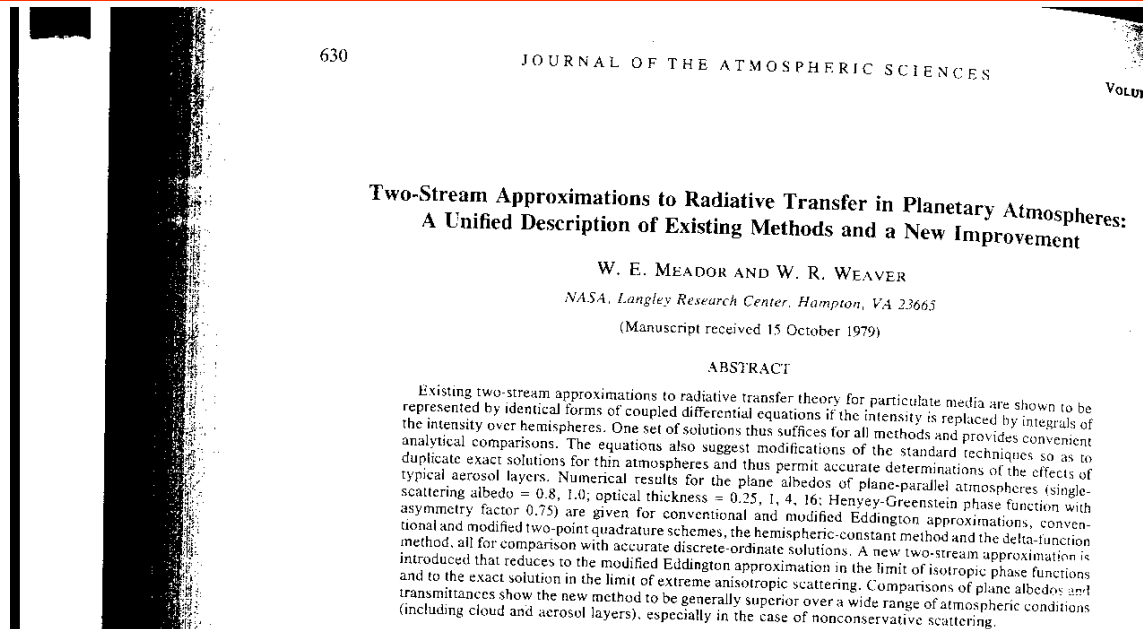 630
JOURNAL OF THE ATMOSPHERIC SCIENCES
Two-Stream Approximations to Radiative Transfer in Planetary Atmospheres:
A Unified Description of Existing Methods and a New Improvement
W. E. MEADOR AND W. R. WEAVER
NASA, Langley Research Center, Hampton, VA 23665
(Manuscript received 15 October 1979)
ABSTRACT
Existing two-stream approximations to radiative transfer theory for particulate media are shown to be
represented by identical forms of coupled differential equations if the intensity is replaced by integrals of
the intensity over hemispheres. One set of solutions thus suffices for all methods and provides convenient
analytical comparisons. The equations also suggest modifications of the standard techniques so as to
duplicate exact solutions for thin atmospheres and thus permit accurate determinations of the effects of
typical aerosol layers. Numerical results for the plane albedos of plane-parallel atmospheres (single-
scattering albedo = 0.8, 1.0; optical thickness = 0.25, 1, 4, 16; Henyey-Greenstein phase function with
asymmetry factor 0.75) are given for conventional and modified Eddington approximations, conven-
tional and modified two-point quadrature schemes, the hemispheric-constant method and the delta-function
method, all for comparison with accurate discrete-ordinate solutions. A new two-stream approximation is
introduced that reduces to the modified Eddington approximation in the limit of isotropic phase functions
and to the exact solution in the limit of extreme anisotropic scattering. Comparisons of plane albedos and
transmittances show the new method to be generally superior over a wide range of atmospheric conditions
(including cloud and aerosol layers), especially in the case of nonconservative scattering.